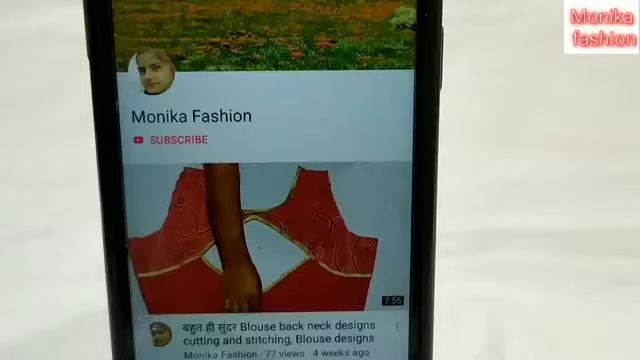 Monika
fashion
Monika Fashion
SUBSCRIBE
7:55
बहुत ही सुंदर Blouse back neck designs
cutting and stitching, Blouse designs
Monika Fashion · 77 views · 4 weeks ago